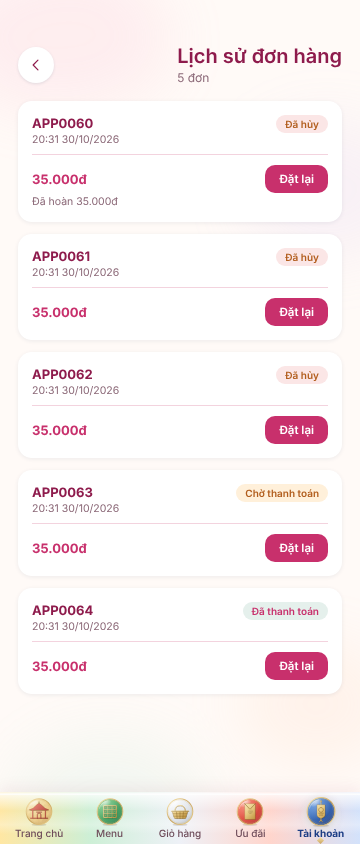 Lịch sử đơn hàng
5 đơn
APP0060
Đã hủy
20:31 30/10/2026
35.000đ
Đặt lại
Đã hoàn 35.000đ
APP0061
Đã hủy
20:31 30/10/2026
35.000đ
Đặt lại
APP0062
Đã hủy
20:31 30/10/2026
35.000đ
Đặt lại
APP0063
Chờ thanh toán
20:31 30/10/2026
35.000đ
Đặt lại
APP0064
Đã thanh toán
20:31 30/10/2026
35.000đ
Đặt lại
Trang chủ
Menu
Giỏ hàng
Ưu đãi
Tài khoản